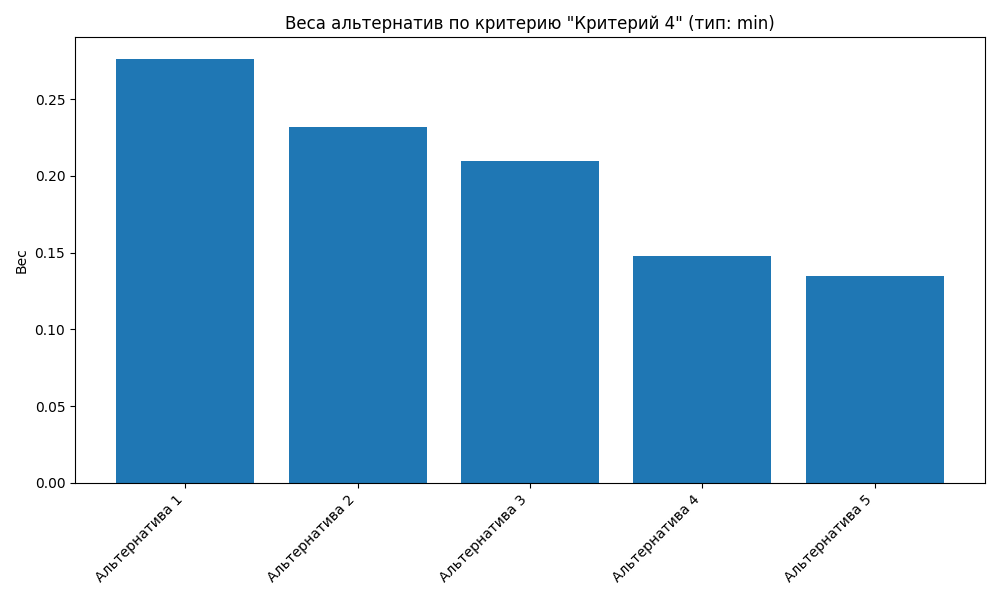 Веса альтернатив по критерию "Критерий 4" (тип: min)
Вес
0.25
0.20
0.15
0.10
0.05
0.00
Альтернатива 1
Альтернатива 2
Альтернатива 3
Альтернатива 4
Альтернатива 5